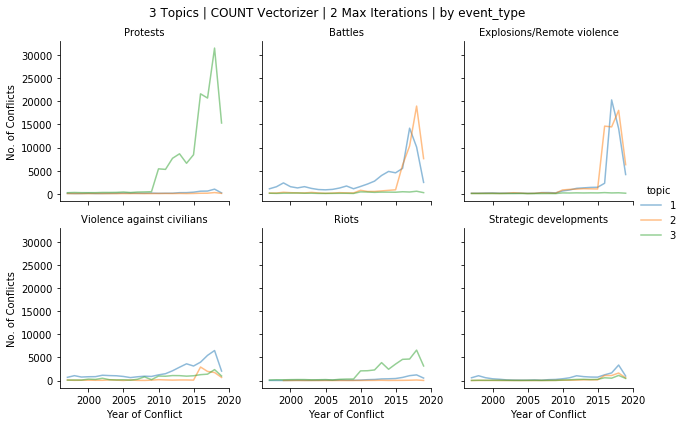 3 Topics | COUNT Vectorizer | 2 Max Iterations | by event_type
Protests
Battles
Explosions/Remote violence
No. of Conflicts
30000
25000
20000
15000
10000
5000
0
topic
1
2
3
Violence against civilians
Riots
Strategic developments
No. of Conflicts
30000
25000
20000
15000
10000
5000
0
2000 2005 2010 2015 2020
2000 2005 2010 2015 2020
2000 2005 2010 2015 2020
Year of Conflict
Year of Conflict
Year of Conflict